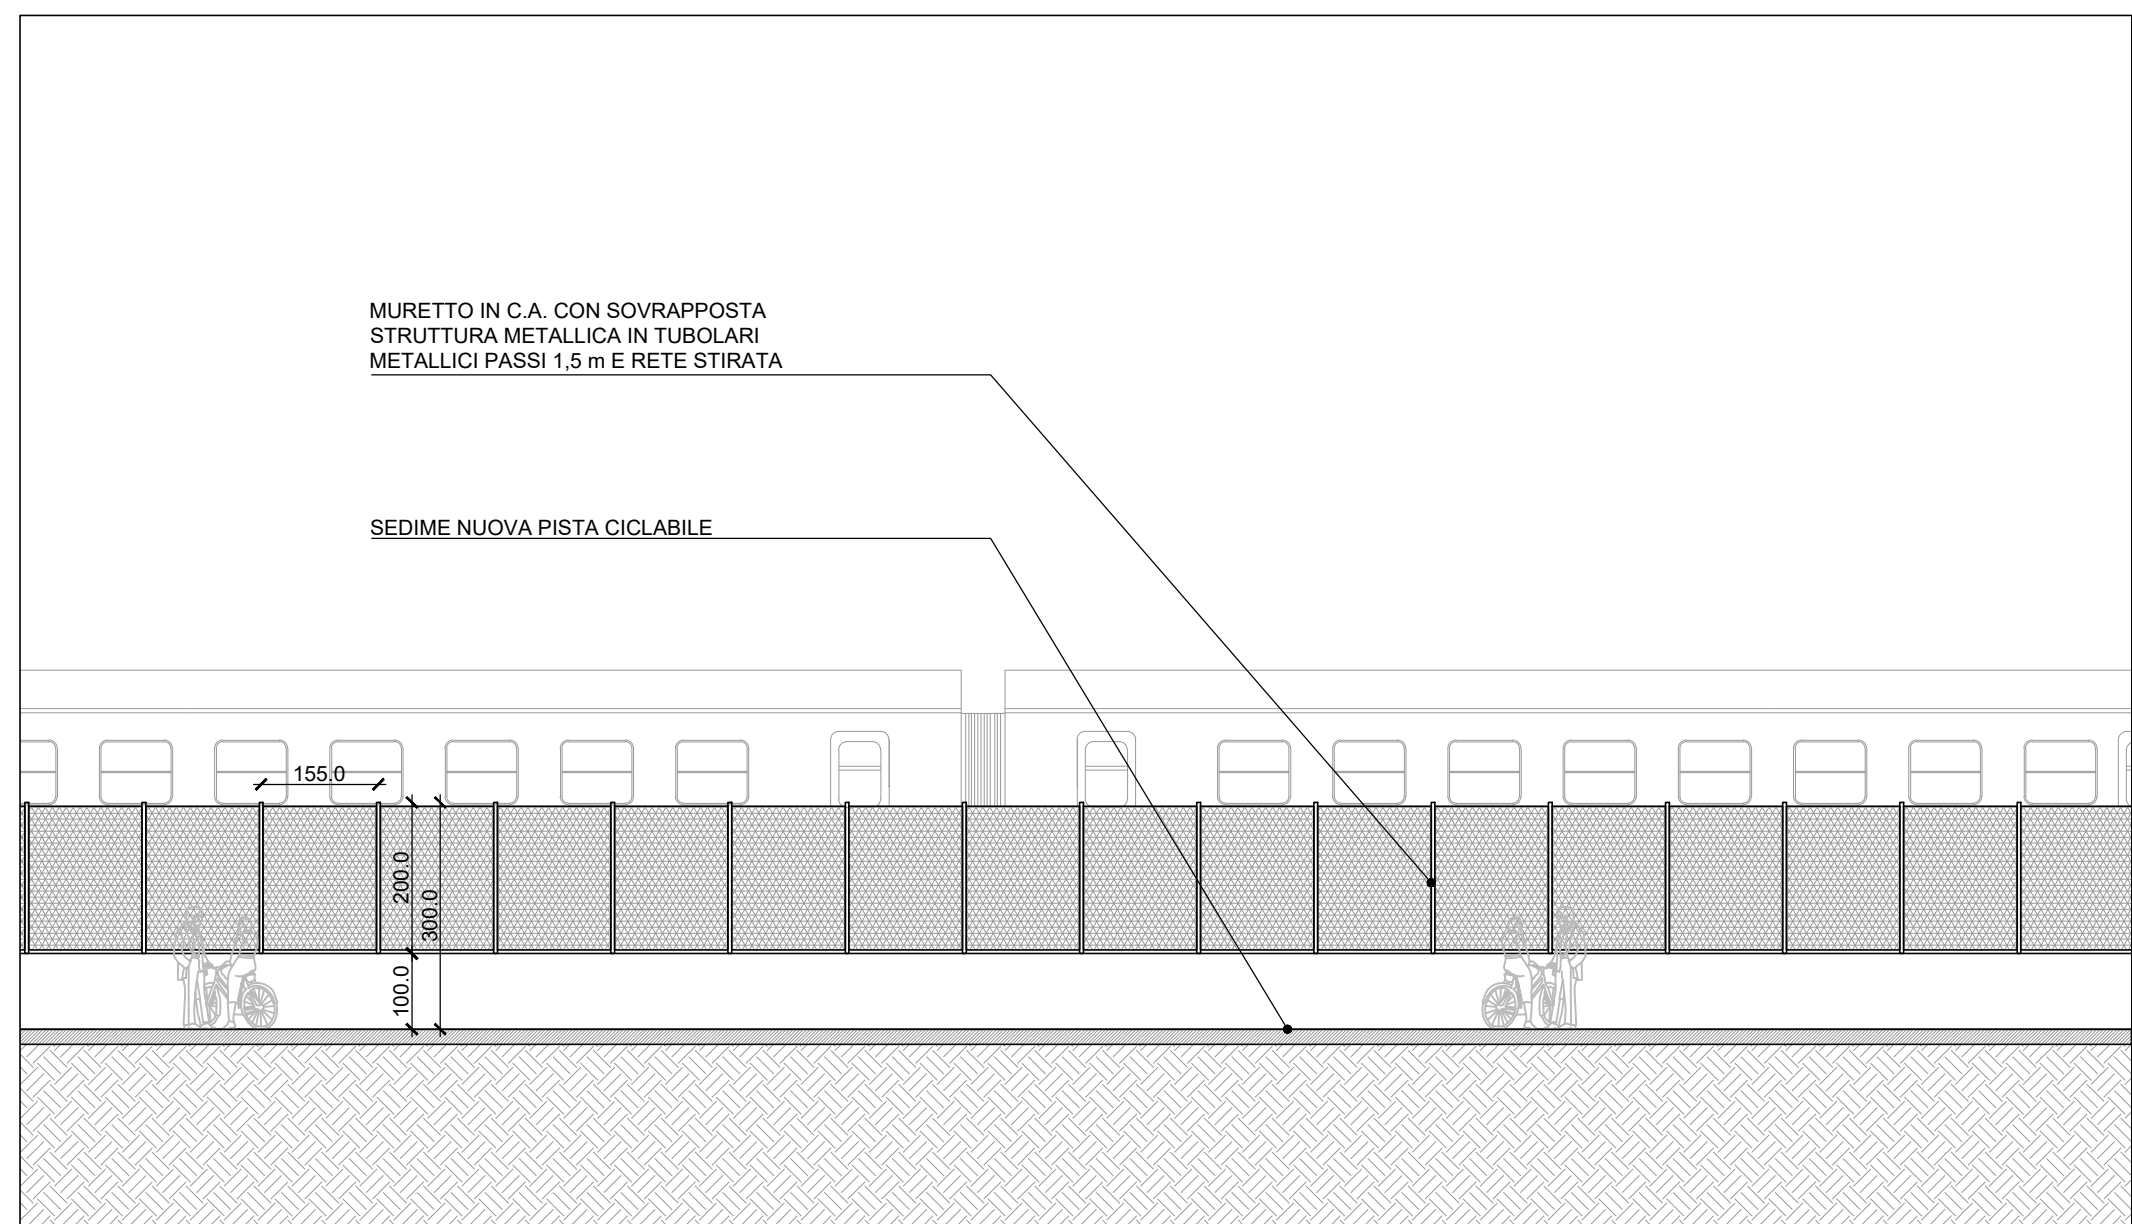 MURETTO IN C.A. CON SOVRAPPOSTA
STRUTTURA METALLICA IN TUBOLARI
METALLICI PASSI 1,5 m E RETE STIRATA
SEDIME NUOVA PISTA CICLABILE
155.0
200.0
300.0
100.0